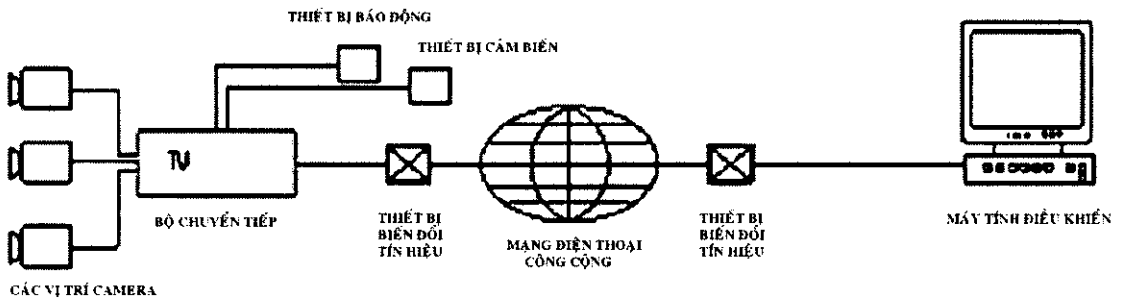 THIẾT BỊ BÁO ĐỘNG
THIẾT BỊ CẢM BIẾN
TV
BỘ CHUYỂN TIẾP
THIẾT BỊ
BIẾN ĐỔI
TÍN HIỆU
MẠNG ĐIỆN THOẠI
CÔNG CỘNG
THIẾT BỊ
BIẾN ĐỔI
TÍN HIỆU
MÁY TÍNH ĐIỀU KHIỂN
CÁC VỊ TRÍ CAMERA